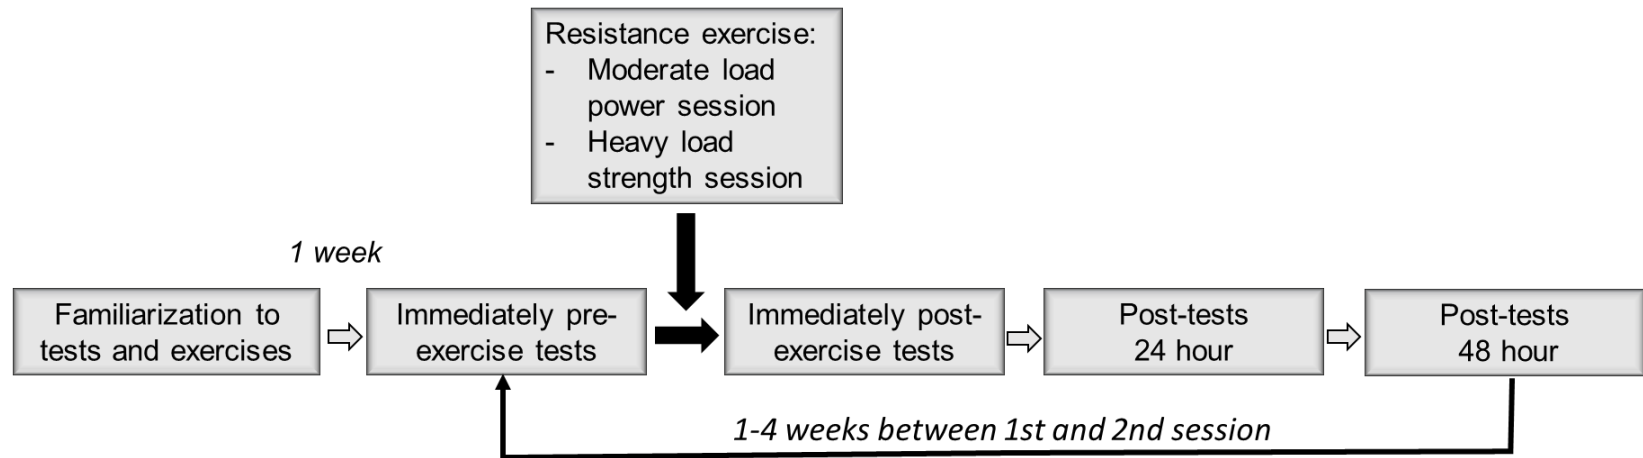 Resistance exercise:
- Moderate load
power session
- Heavy load
strength session
1 week
Familiarization to
tests and exercises
Immediately pre-
exercise tests
Immediately post-
exercise tests
Post-tests
24 hour
Post-tests
48 hour
1-4 weeks between 1st and 2nd session